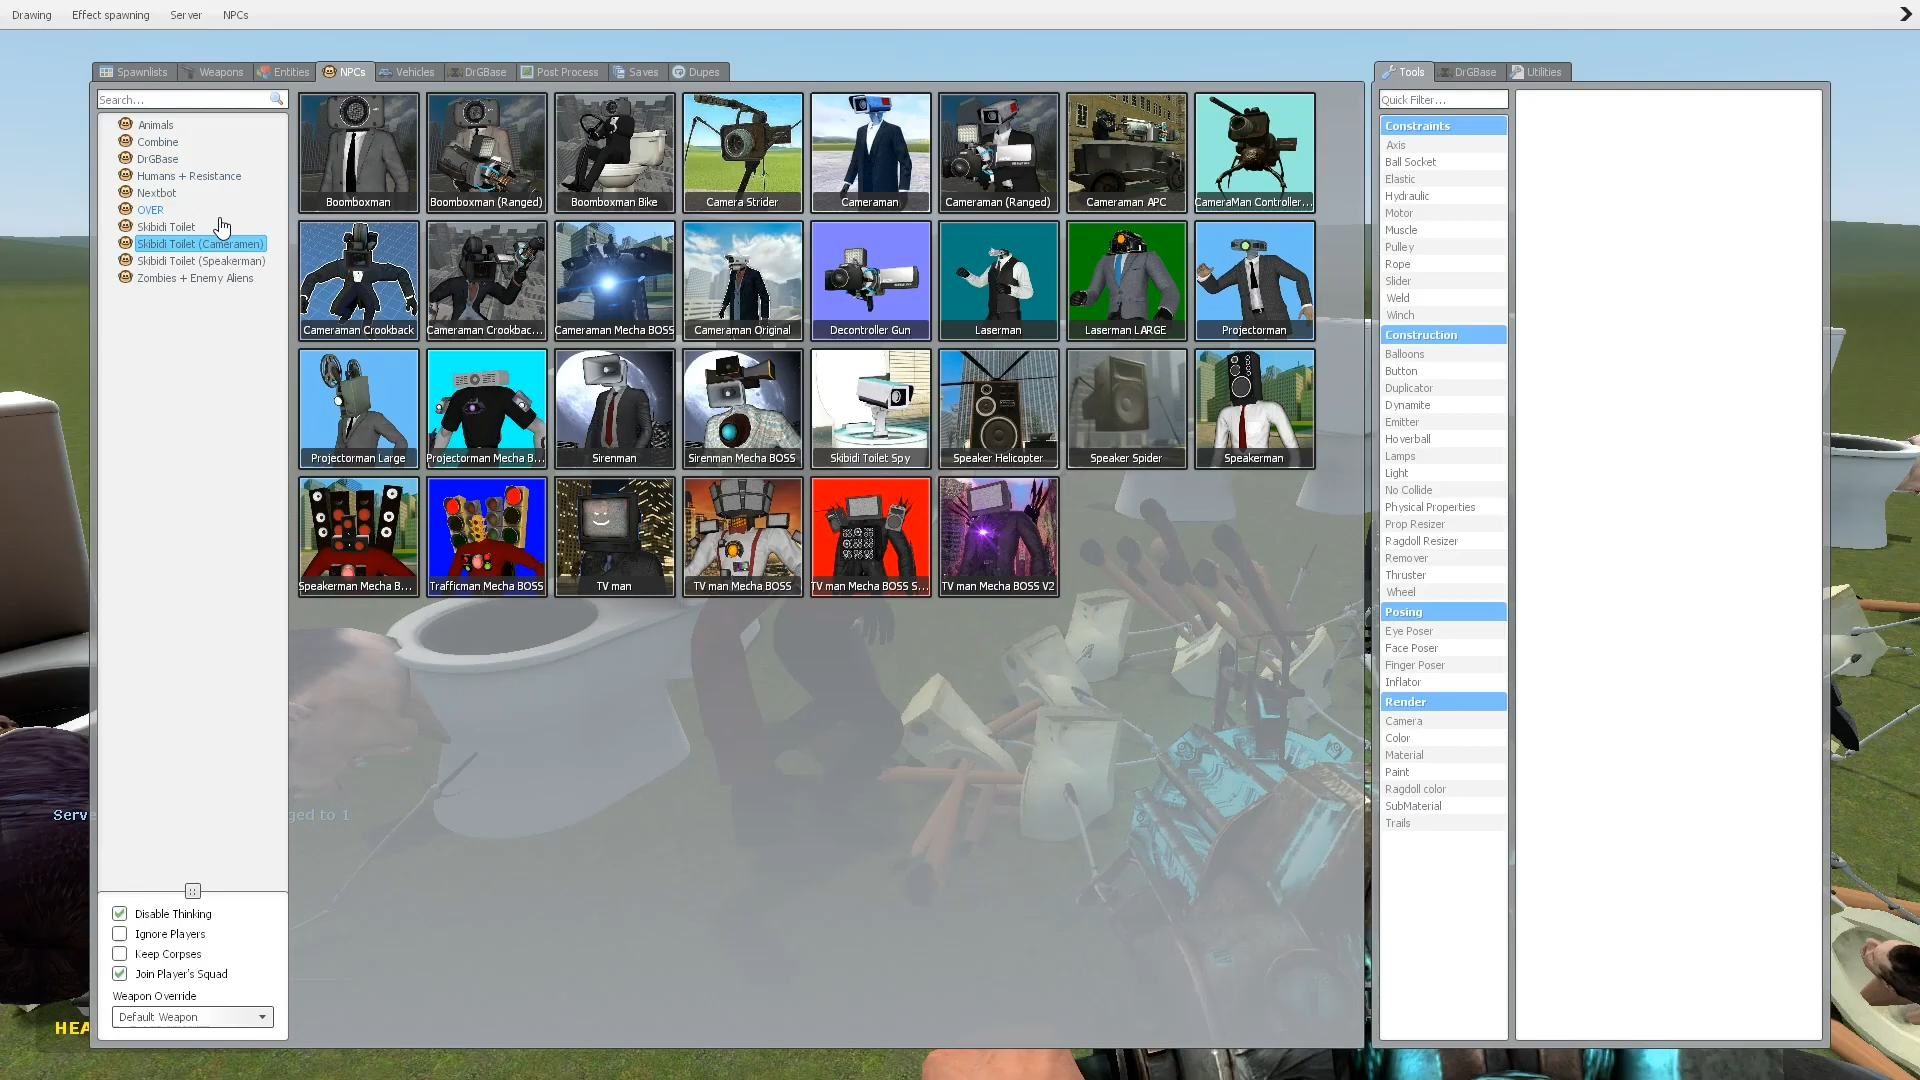 Drawing Effect spawning Server NPCs
Spawnlists Weapons Entities NPCs Vehicles DrGBase Post Process Saves Dupes
Search...
Animals
Combine
DrGBase
Humans + Resistance
Nextbot
OVER
Skibidi Toilet
Skibidi Toilet (Cameramen)
Skibidi Toilet (Speakerman)
Zombies + Enemy Aliens
Boomboxman Boomboxman (Ranged) Boomboxman Bike Camera Strider Cameraman Cameraman (Ranged) Cameraman APC CameraMan Controller...
Cameraman Crookback Cameraman Crookbac... Cameraman Mecha BOSS Cameraman Original Decontroller Gun Laserman Laserman LARGE Projectorman
Projectorman Large Projectorman Mecha B... Sirenman Sirenman Mecha BOSS Skibidi Toilet Spy Speaker Helicopter Speaker Spider Speakerman
Speakerman Mecha B... Trafficman Mecha BOSS TV man TV man Mecha BOSS TV man Mecha BOSS S... TV man Mecha BOSS V2
Serv
ged to 1
Disable Thinking
Ignore Players
Keep Corpses
Join Player's Squad
Weapon Override
Default Weapon
HEA
Tools DrGBase Utilities
Quick Filter...
Constraints
Axis
Ball Socket
Elastic
Hydraulic
Motor
Muscle
Pulley
Rope
Slider
Weld
Winch
Construction
Balloons
Button
Duplicator
Dynamite
Emitter
Hoverball
Lamps
Light
No Collide
Physical Properties
Prop Resizer
Ragdoll Resizer
Remover
Thruster
Wheel
Posing
Eye Poser
Face Poser
Finger Poser
Inflator
Render
Camera
Color
Material
Paint
Ragdoll color
SubMaterial
Trails